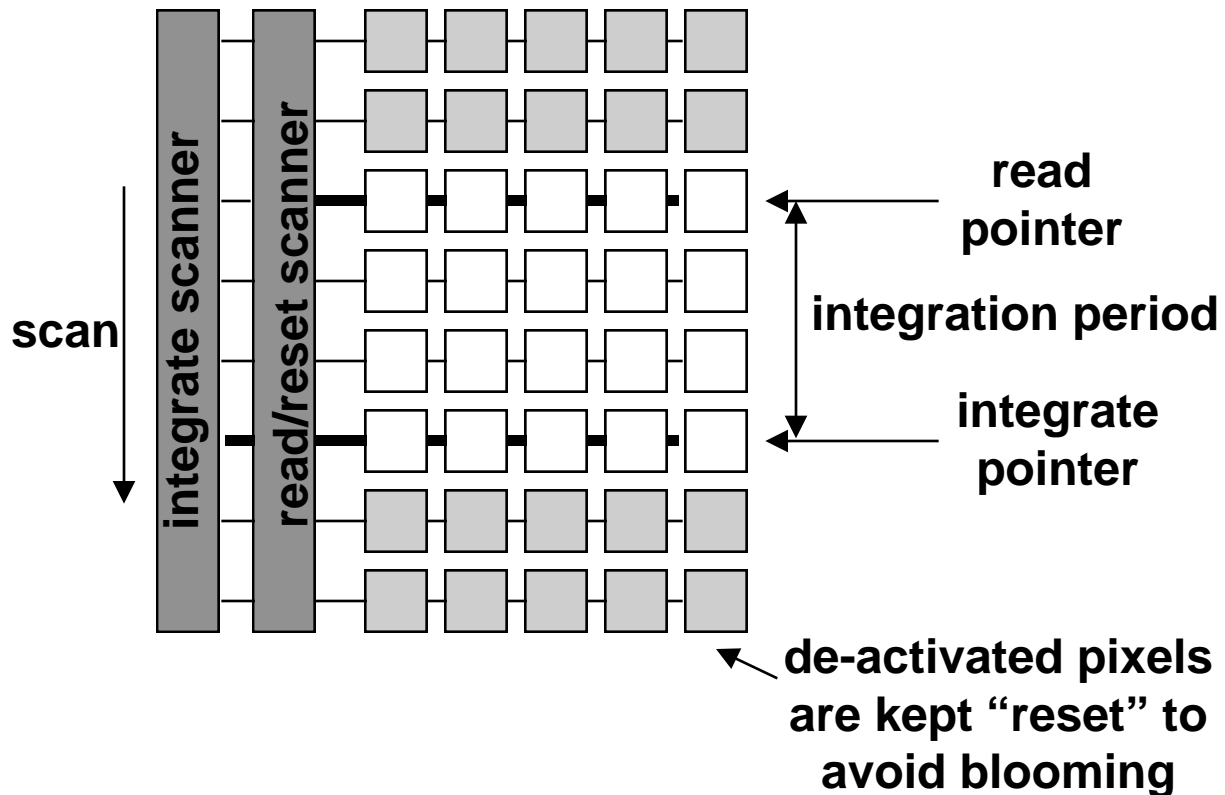 integrate scanner
read/reset scanner
scan
read
pointer
integration period
integrate
pointer
de-activated pixels
are kept “reset” to
avoid blooming